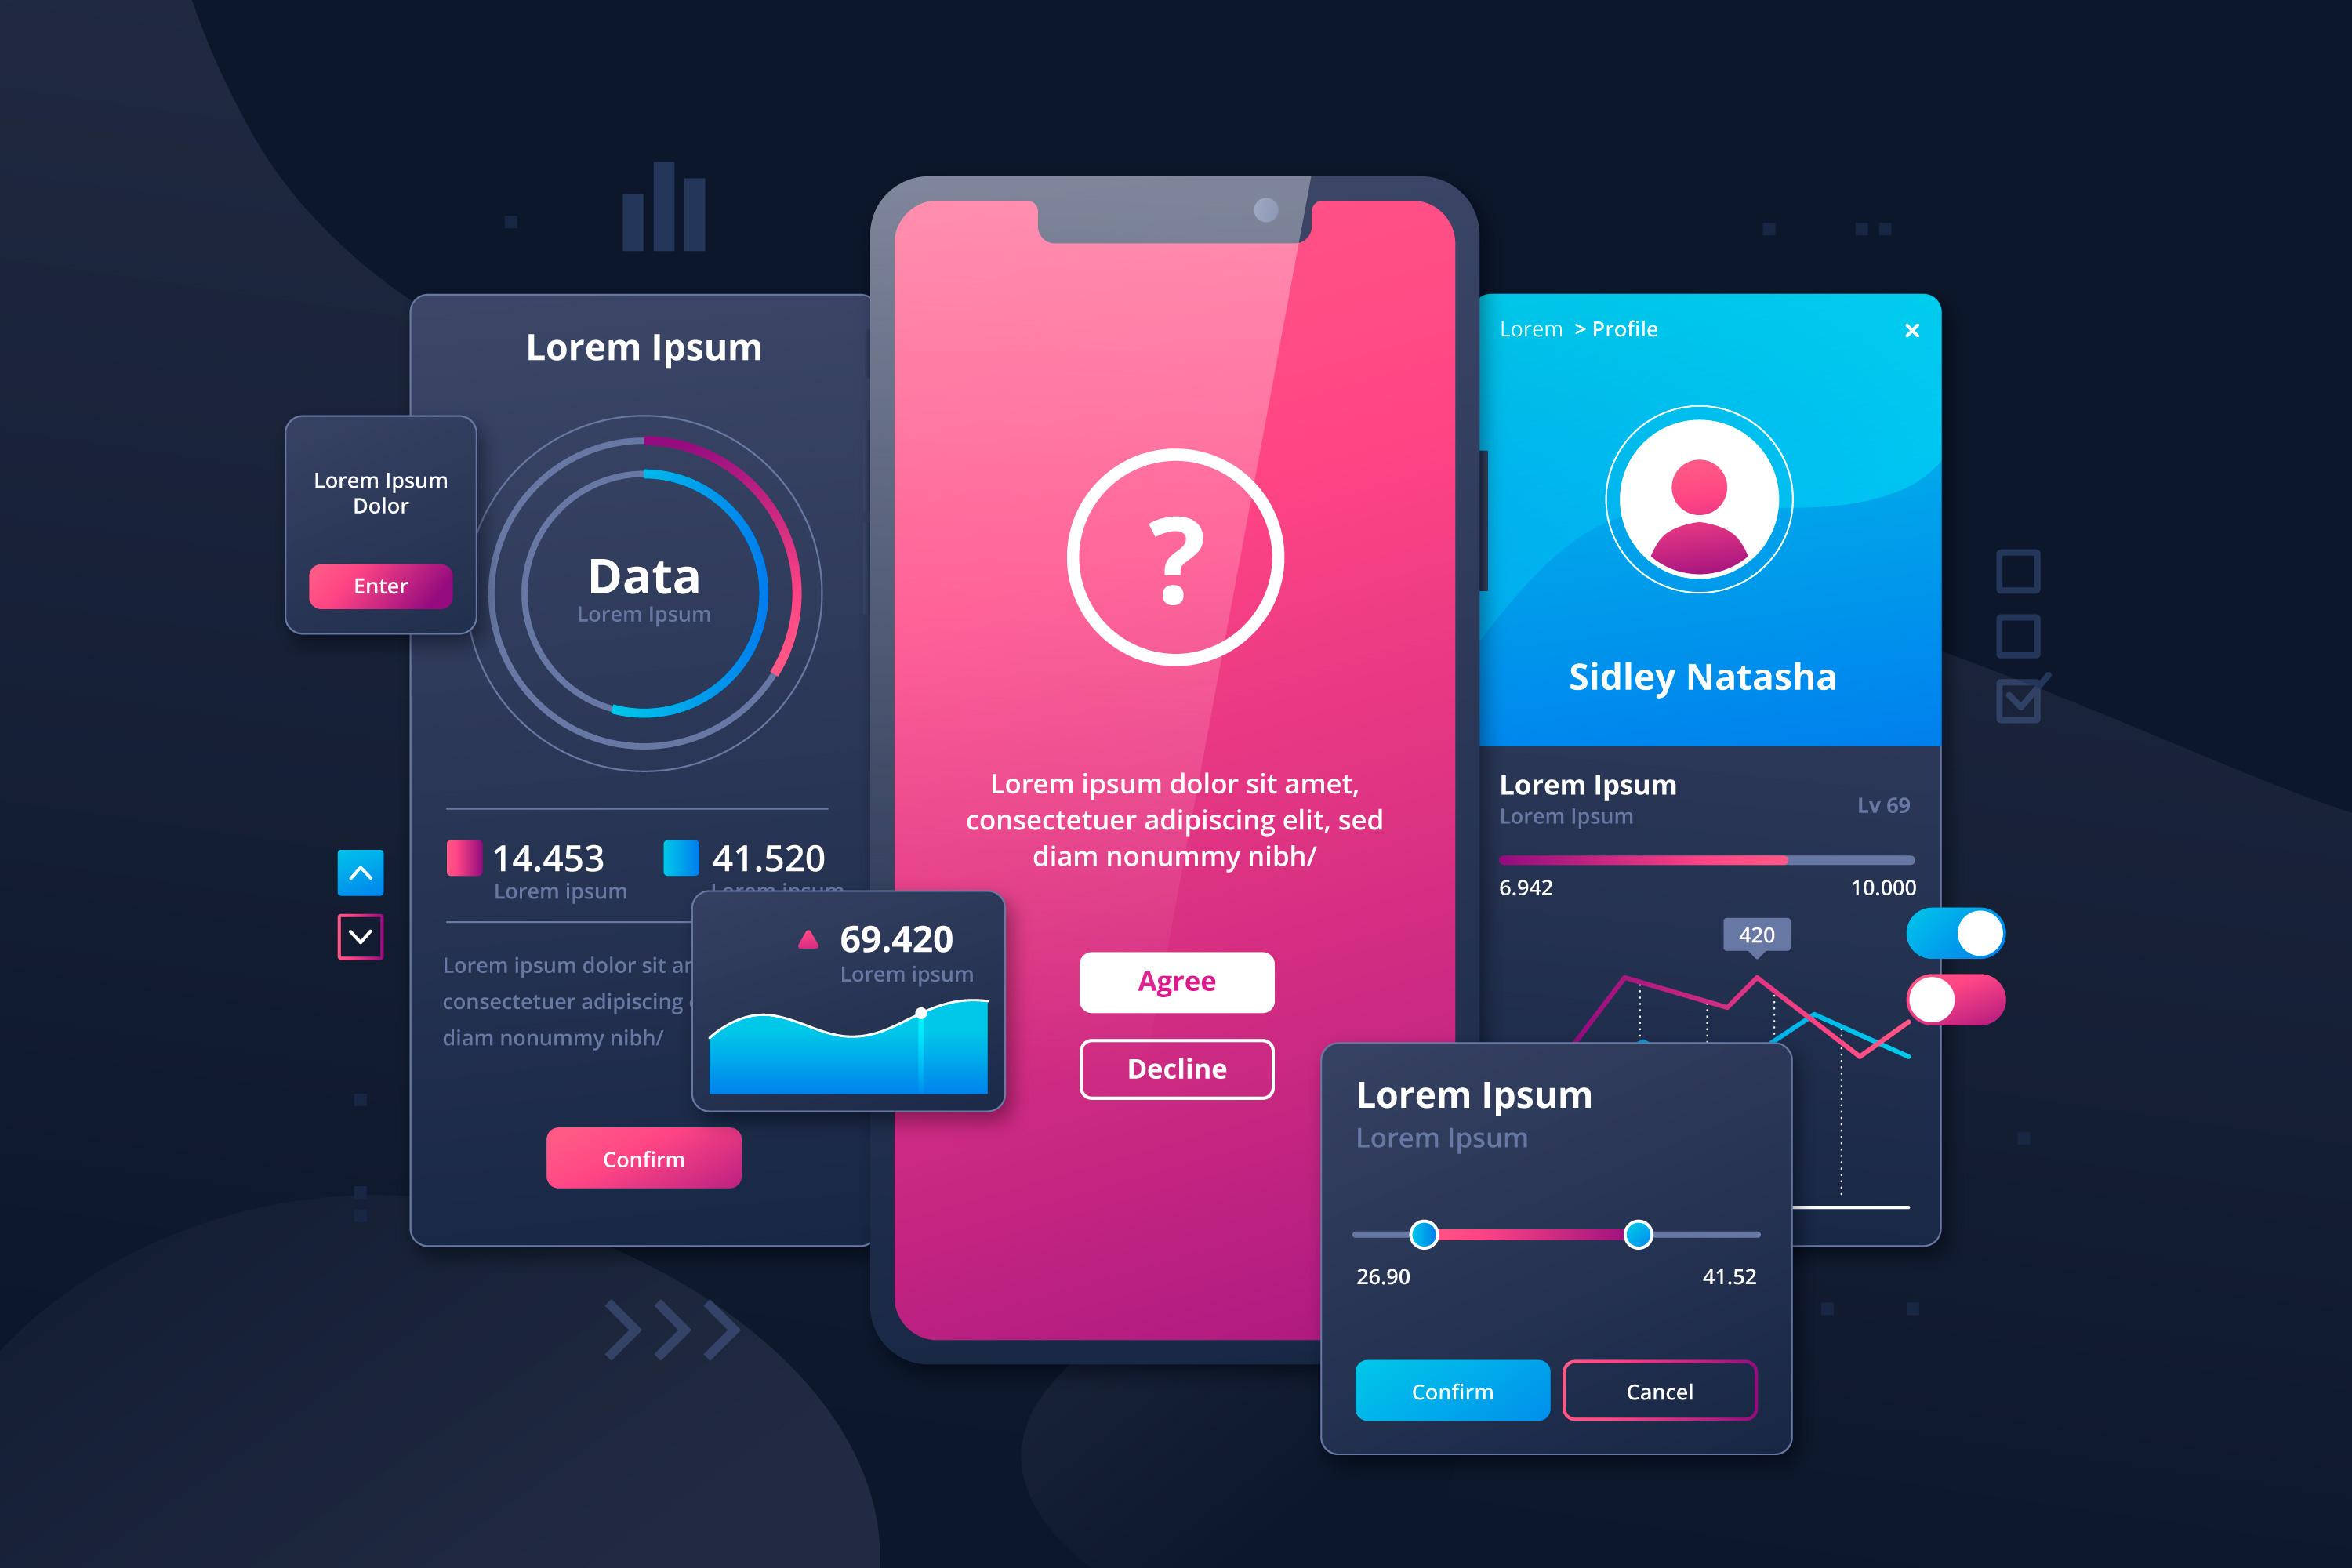 Lorem Ipsum
Lorem Ipsum
Dolor
Enter
Data
Lorem Ipsum
14.453
Lorem ipsum
41.520
Lorem ipsum
Lorem ipsum dolor sit
consectetuer adipiscing
diam nonummy nibh/
Confirm
69.420
Lorem ipsum
?
Lorem ipsum dolor sit amet,
consectetuer adipiscing elit, sed
diam nonummy nibh/
Agree
Decline
Lorem > Profile
Sidley Natasha
Lorem Ipsum
Lorem Ipsum
Lv 69
6.942
10.000
420
Lorem Ipsum
Lorem Ipsum
26.90
41.52
Confirm
Cancel